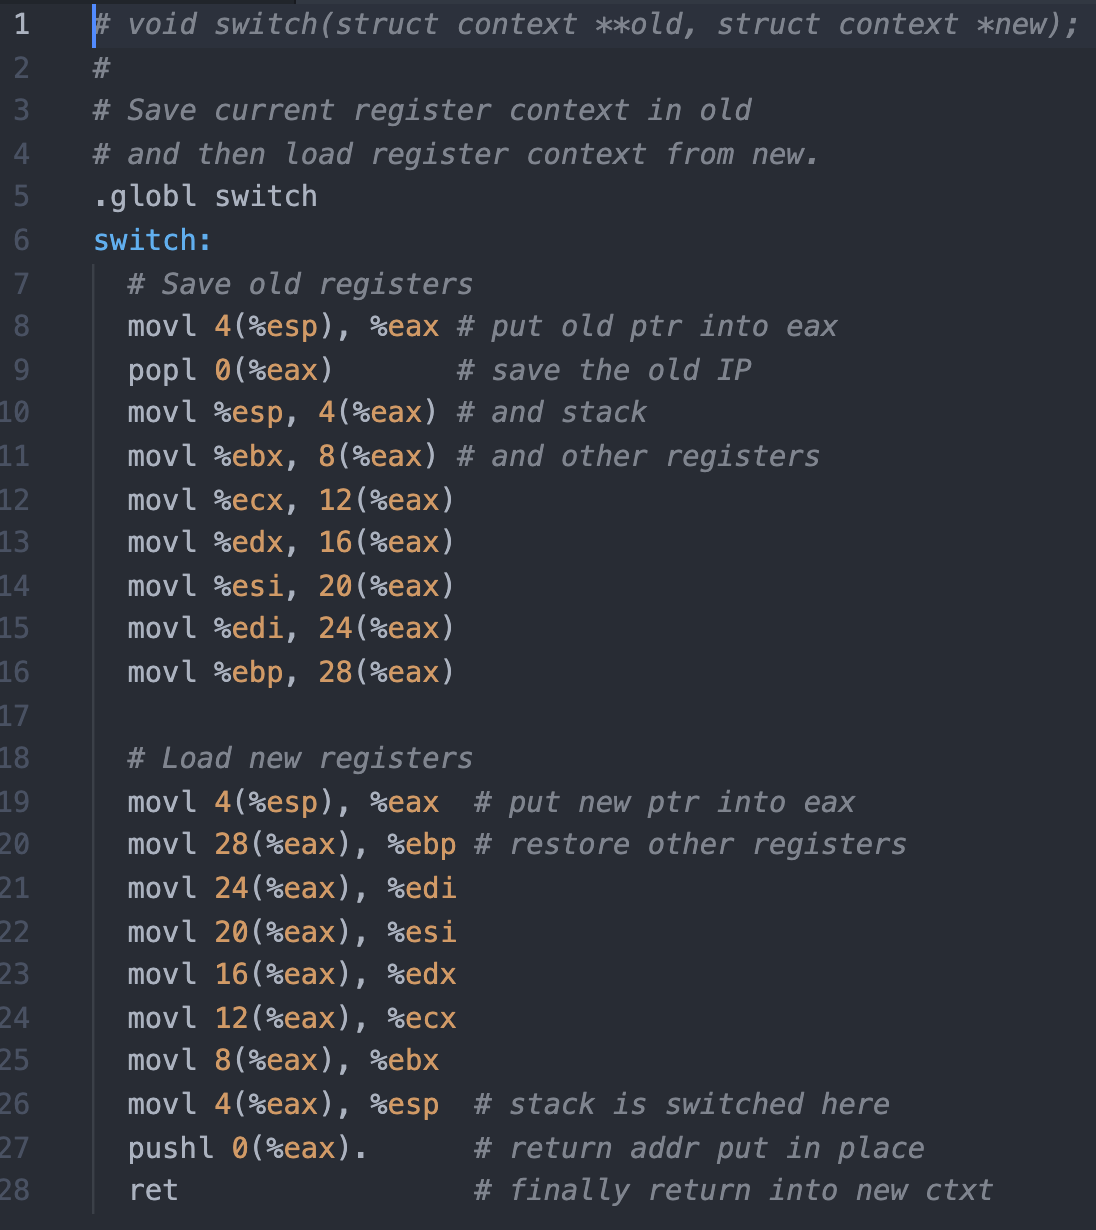 1 # void switch(struct context **old, struct context *new);
2 #
3 # Save current register context in old
4 # and then load register context from new.
5 .globl switch
6 switch:
7 # Save old registers
8 movl 4(%esp), %eax # put old ptr into eax
9 popl 0(%eax) # save the old IP
10 movl %esp, 4(%eax) # and stack
11 movl %ebx, 8(%eax) # and other registers
12 movl %ecx, 12(%eax)
13 movl %edx, 16(%eax)
14 movl %esi, 20(%eax)
15 movl %edi, 24(%eax)
16 movl %ebp, 28(%eax)
17
18 # Load new registers
19 movl 4(%esp), %eax # put new ptr into eax
20 movl 28(%eax), %ebp # restore other registers
21 movl 24(%eax), %edi
22 movl 20(%eax), %esi
23 movl 16(%eax), %edx
24 movl 12(%eax), %ecx
25 movl 8(%eax), %ebx
26 movl 4(%eax), %esp # stack is switched here
27 pushl 0(%eax). # return addr put in place
28 ret # finally return into new ctxt